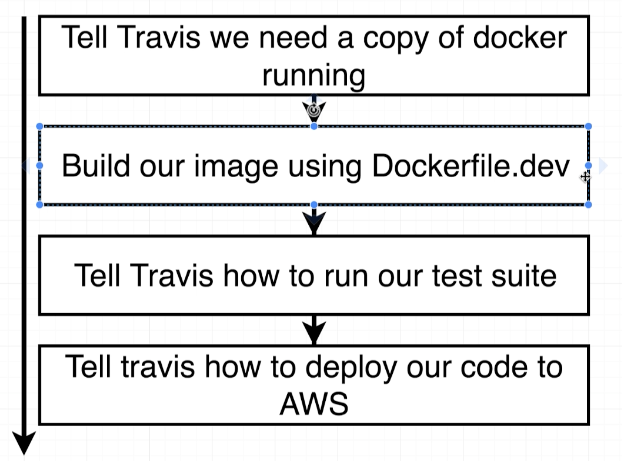 Tell Travis we need a copy of docker
running
Build our image using Dockerfile.dev
Tell Travis how to run our test suite
Tell travis how to deploy our code to
AWS